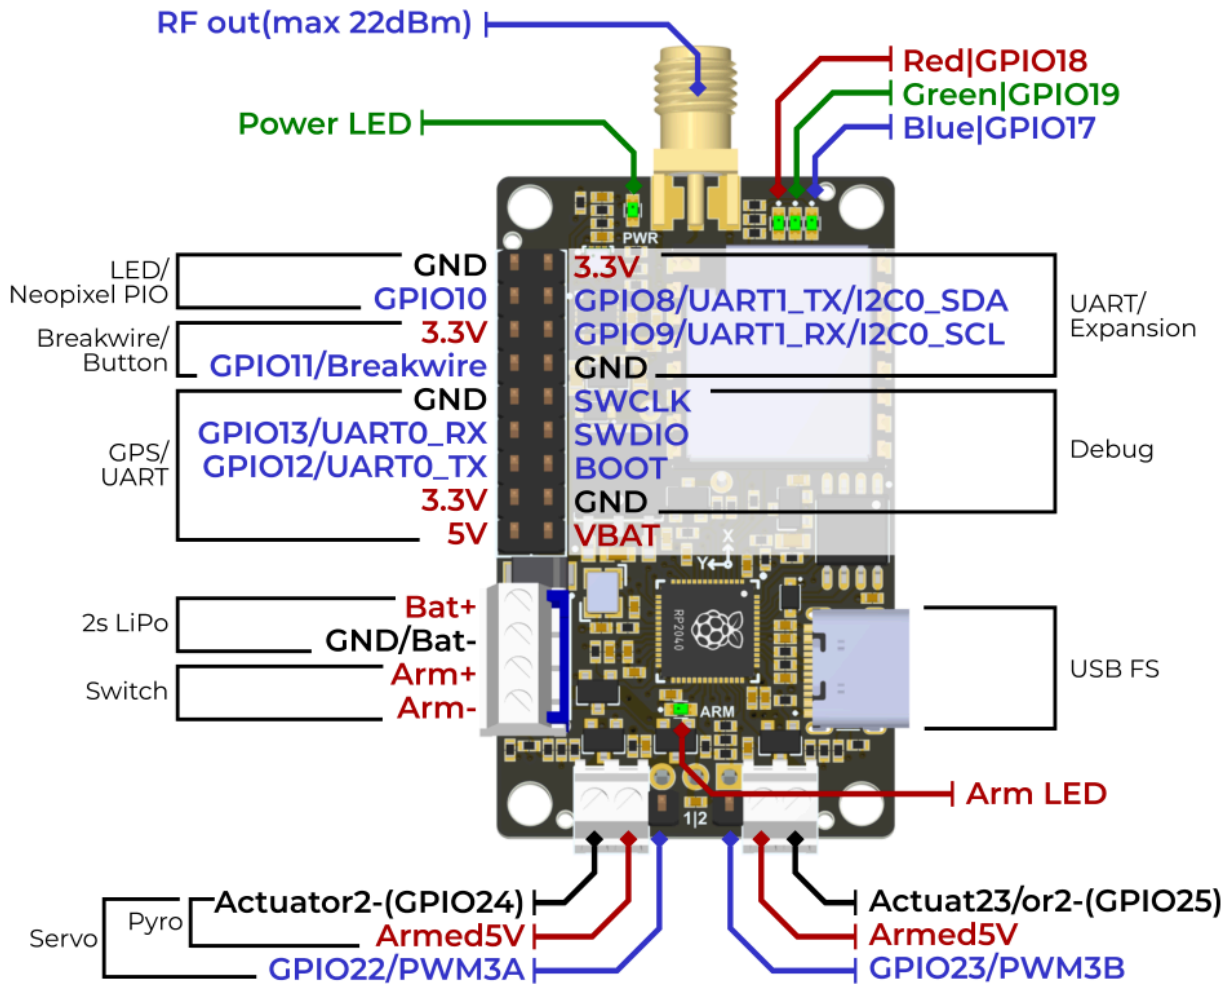 RF out(max 22dBm)
Power LED
Red|GPIO18
Green|GPIO19
Blue|GPIO17
PWR
LED/
Neopixel PIO
GND
GPIO10
Breakwire/
Button
3.3V
GPIO11/Breakwire
GPS/
UART
GND
GPIO13/UART0_RX
GPIO12/UART0_TX
3.3V
5V
3.3V
GPIO8/UART1_TX/I2C0_SDA
GPIO9/UART1_RX/I2C0_SCL
GND
UART/
Expansion
SWCLK
SWDIO
BOOT
GND
Debug
VBAT
X
Y
2s LiPo
Bat+
GND/Bat-
Switch
Arm+
Arm-
RP2040
USB FS
ARM
Arm LED
1|2
Servo
Pyro
Actuator2-(GPIO24)
Armed5V
GPIO22/PWM3A
Actuat23/or2-(GPIO25)
Armed5V
GPIO23/PWM3B